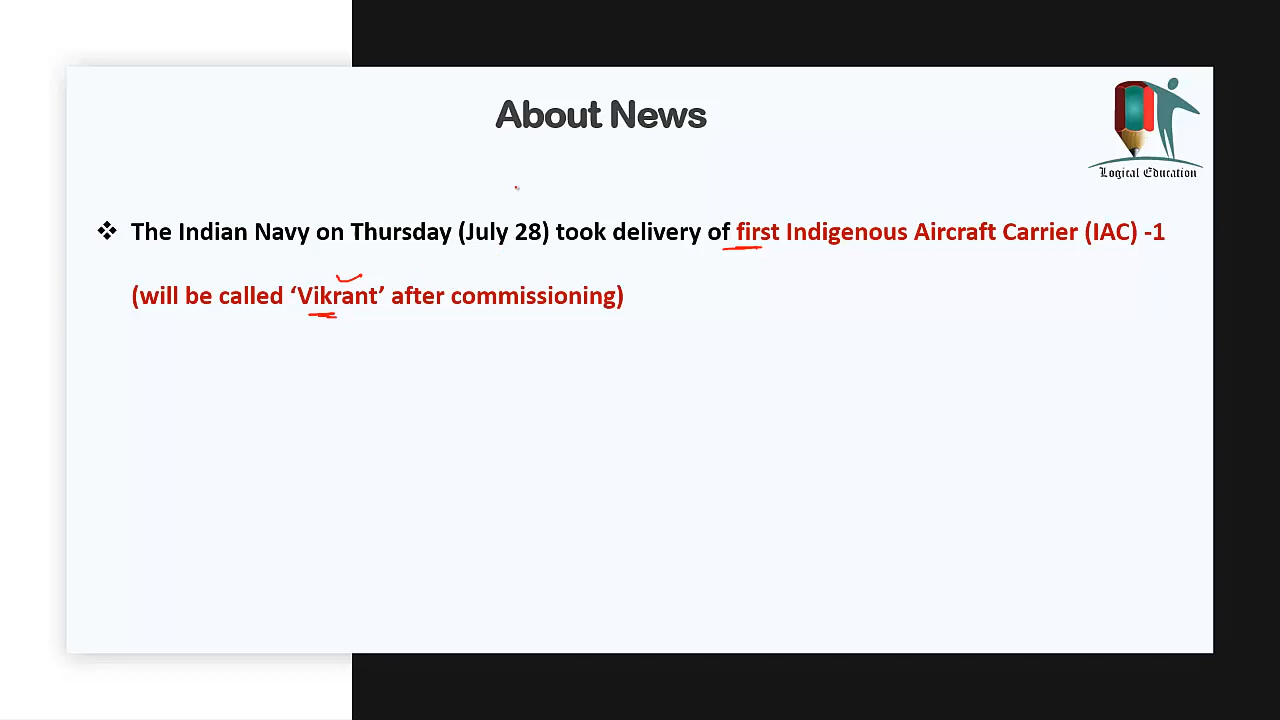 About News
Logical Education
❖ The Indian Navy on Thursday (July 28) took delivery of first Indigenous Aircraft Carrier (IAC) -1
(will be called ‘Vikrant’ after commissioning)